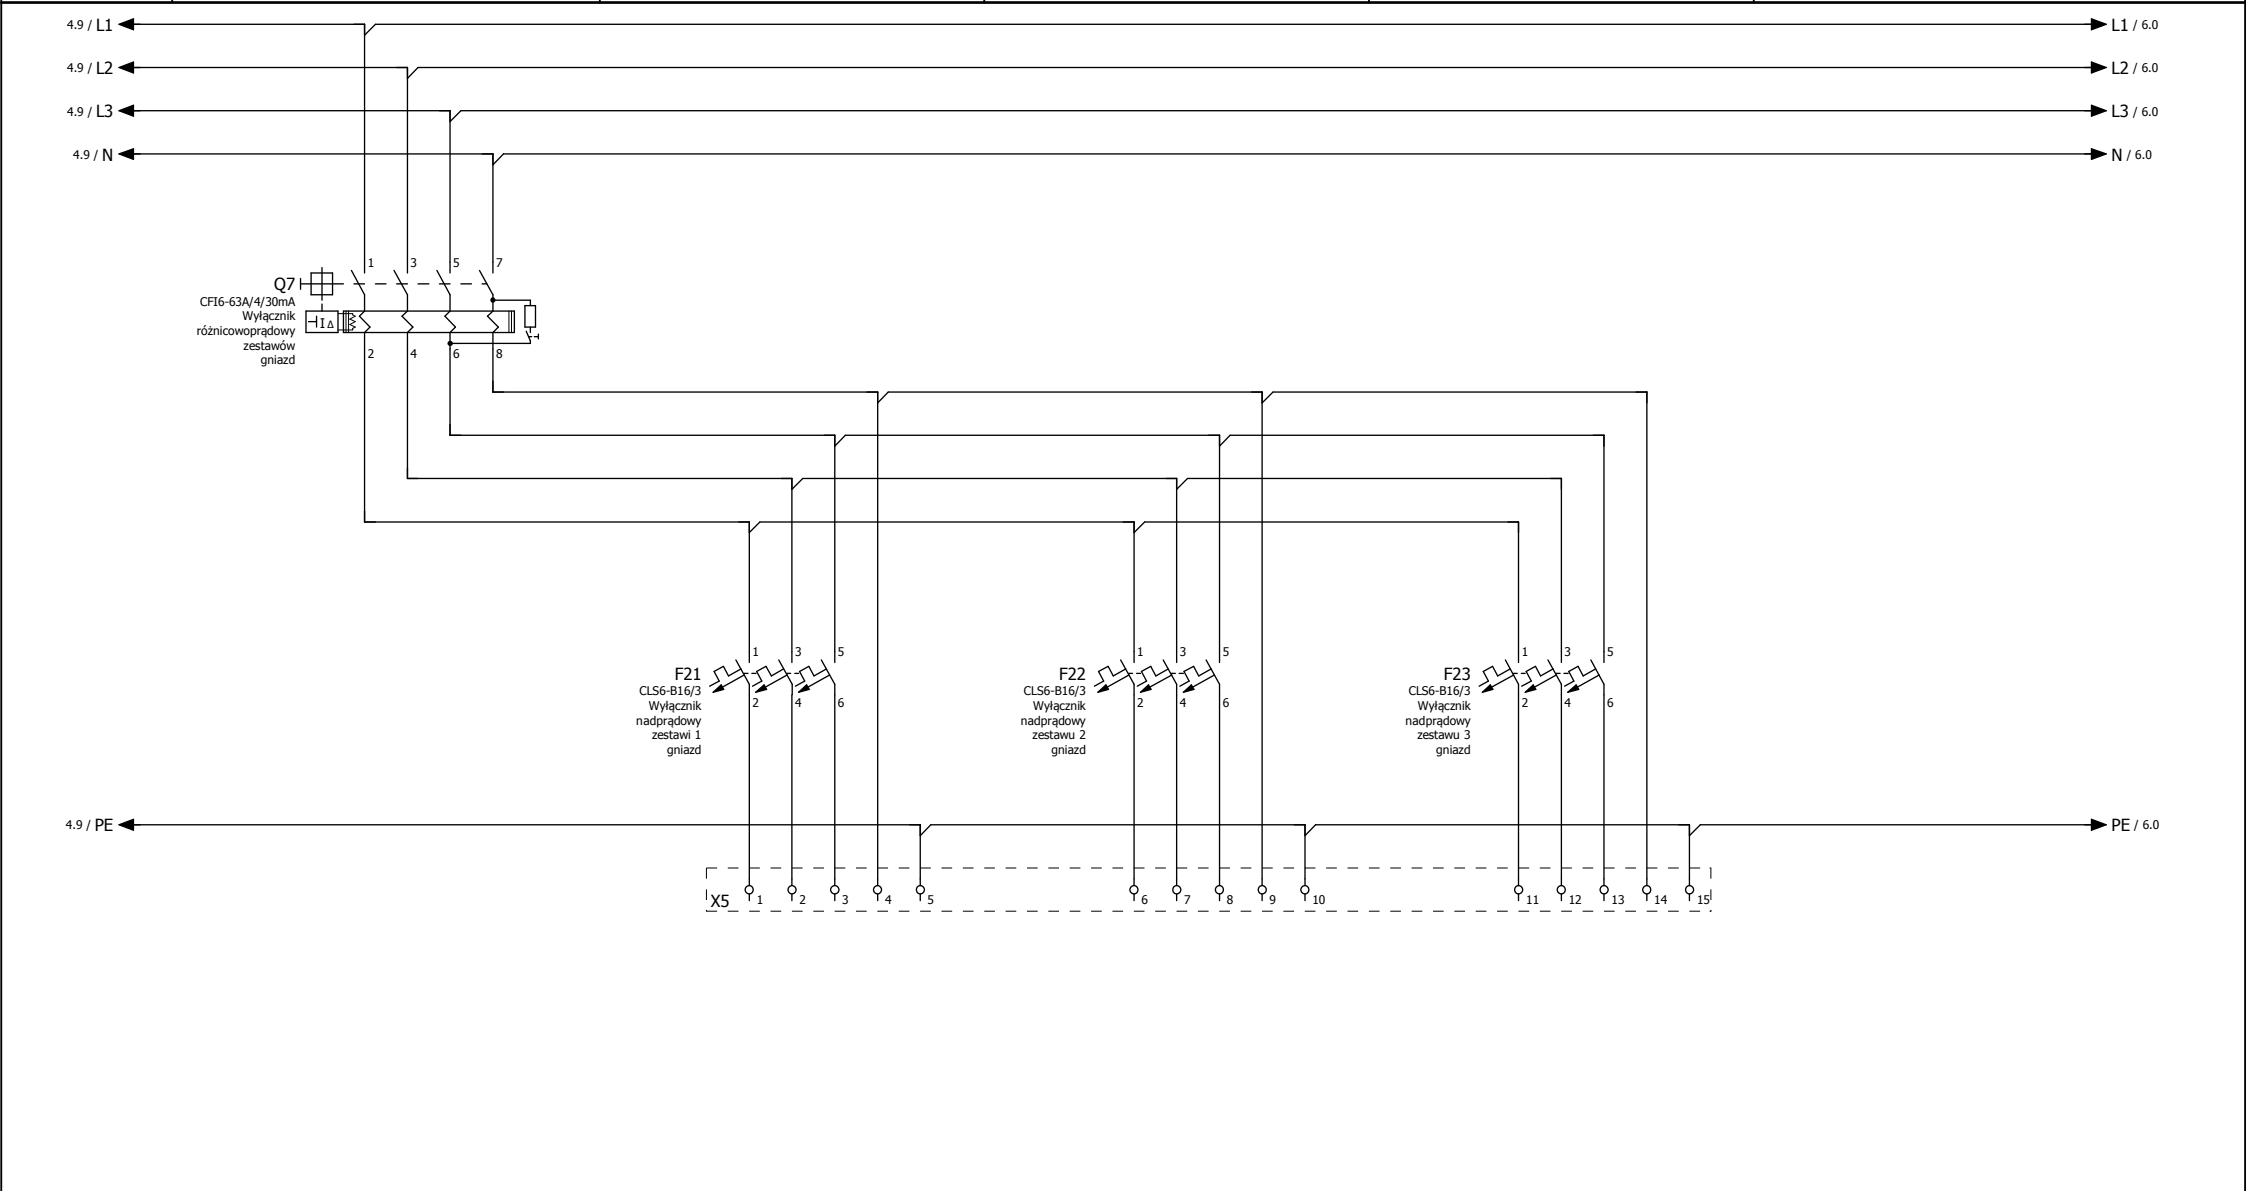 4.9 / L1
L1 / 6.0
4.9 / L2
L2 / 6.0
4.9 / L3
L3 / 6.0
4.9 / N
N / 6.0
1 3 5 7
Q7
CFI6-63A/4/30mA
Wyłącznik
różnicowoprądowy
zestawów
gniazd
I Δ
2 4 6 8
1 3 5
F21
CLS6-B16/3
Wyłącznik
nadprądowy
zestawi 1
gniazd
2 4 6
1 3 5
F22
CLS6-B16/3
Wyłącznik
nadprądowy
zestawu 2
gniazd
2 4 6
1 3 5
F23
CLS6-B16/3
Wyłącznik
nadprądowy
zestawu 3
gniazd
2 4 6
4.9 / PE
PE / 6.0
X5 1 2 3 4 5 6 7 8 9 10 11 12 13 14 15